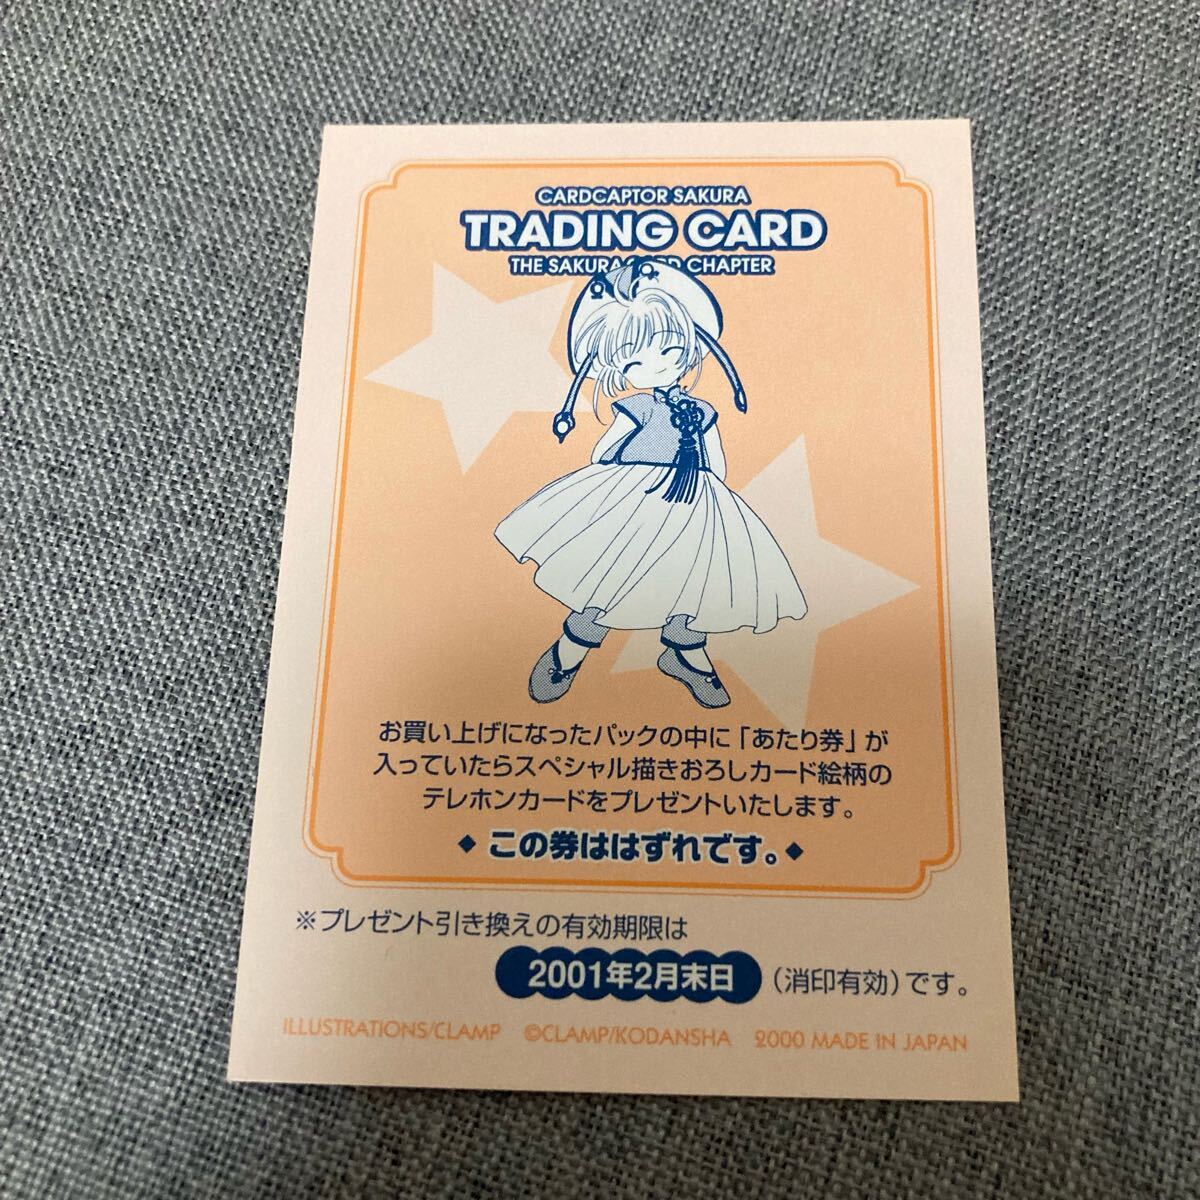 CARDCAPTOR SAKURA
TRADING CARD
THE SAKURA CARD CHAPTER
お買い上げになったパックの中に「あたり券」が
入っていたらスペシャル描きおろしカード絵柄の
テレホンカードをプレゼントいたします。
◆ この券ははずれです。◆
※プレゼント引き換えの有効期限は
2001年2月末日（消印有効）です。
ILLUSTRATIONS/CLAMP ©CLAMP/KODANSHA 2000 MADE IN JAPAN